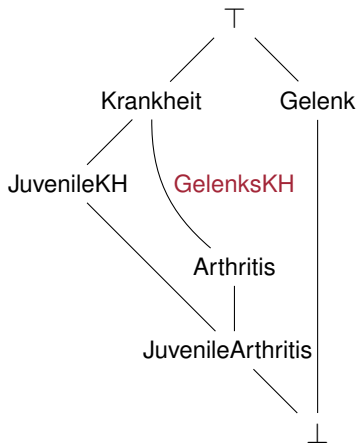 ⊤
Krankheit Gelenk
JuvenileKH GelenksKH
Arthritis
JuvenileArthritis
⊥